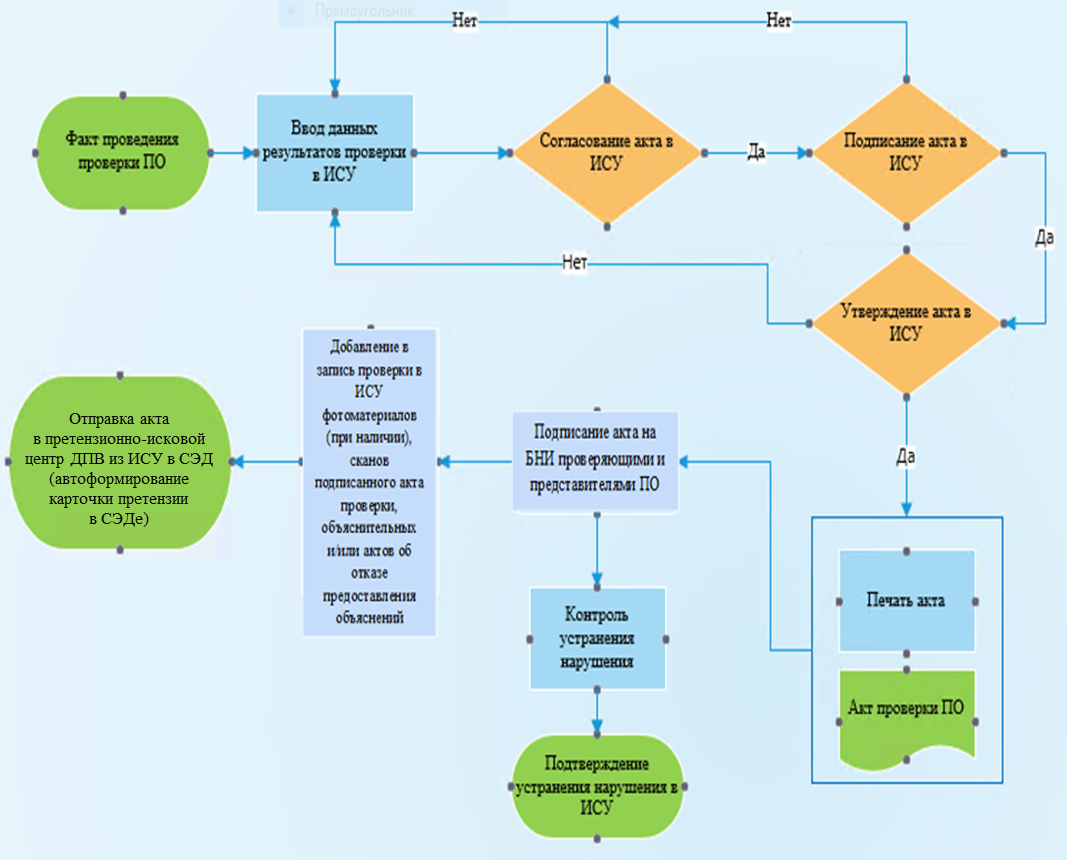 Прямоугольник
Нет
Нет
Факт проведения
проверки ПО
Ввод данных
результатов проверки
в ИСУ
Согласование акта в
ИСУ
Да
Подписание акта в
ИСУ
Да
Нет
Утверждение акта в
ИСУ
Да
Отправка акта
в претензионно-исковой
центр ДПВ из ИСУ в СЭД
(автоформирование
карточки претензии
в СЭДе)
Добавление в
запись проверки в
ИСУ
фотоматериалов
(при наличии),
сканов
подписанного акта
проверки,
объяснительных
и/или актов об
отказе
предоставления
объяснений
Подписание акта на
БНИ проверяющими и
представителями ПО
Контроль
устранения
нарушения
Подтверждение
устранения нарушения в
ИСУ
Печать акта
Акт проверки ПО